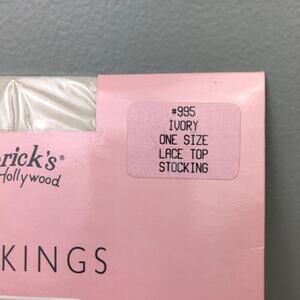 #995
IVORY
ONE SIZE
LACE TOP
STOCKING
rick's®
Hollywood
KINGS